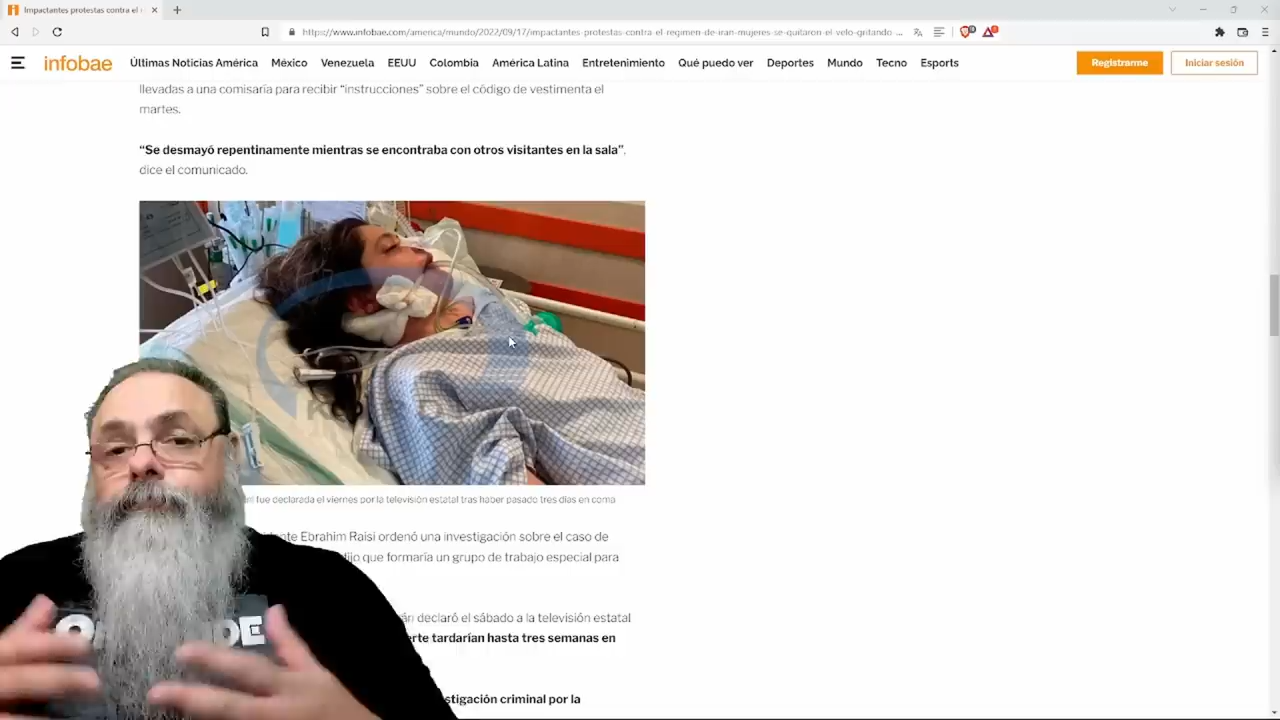 Impactantes protestas contra el r
https://www.infobae.com/america/mundo/2022/09/17/impactantes-protestas-contra-el-regimen-de-iran-mujeres-se-quitaron-el-velo-gritando ...
infobae
Últimas Noticias América México Venezuela EEUU Colombia América Latina Entretenimiento Qué puedo ver Deportes Mundo Tecno Esports
Registrarme Iniciar sesión
llevadas a una comisaría para recibir “instrucciones” sobre el código de vestimenta el
martes.
“Se desmayó repentinamente mientras se encontraba con otros visitantes en la sala”,
dice el comunicado.
fue declarada el viernes por la televisión estatal tras haber pasado tres días en coma
Ebrahim Raisi ordenó una investigación sobre el caso de
que formaría un grupo de trabajo especial para
declaró el sábado a la televisión estatal
tardarían hasta tres semanas en
criminal por la